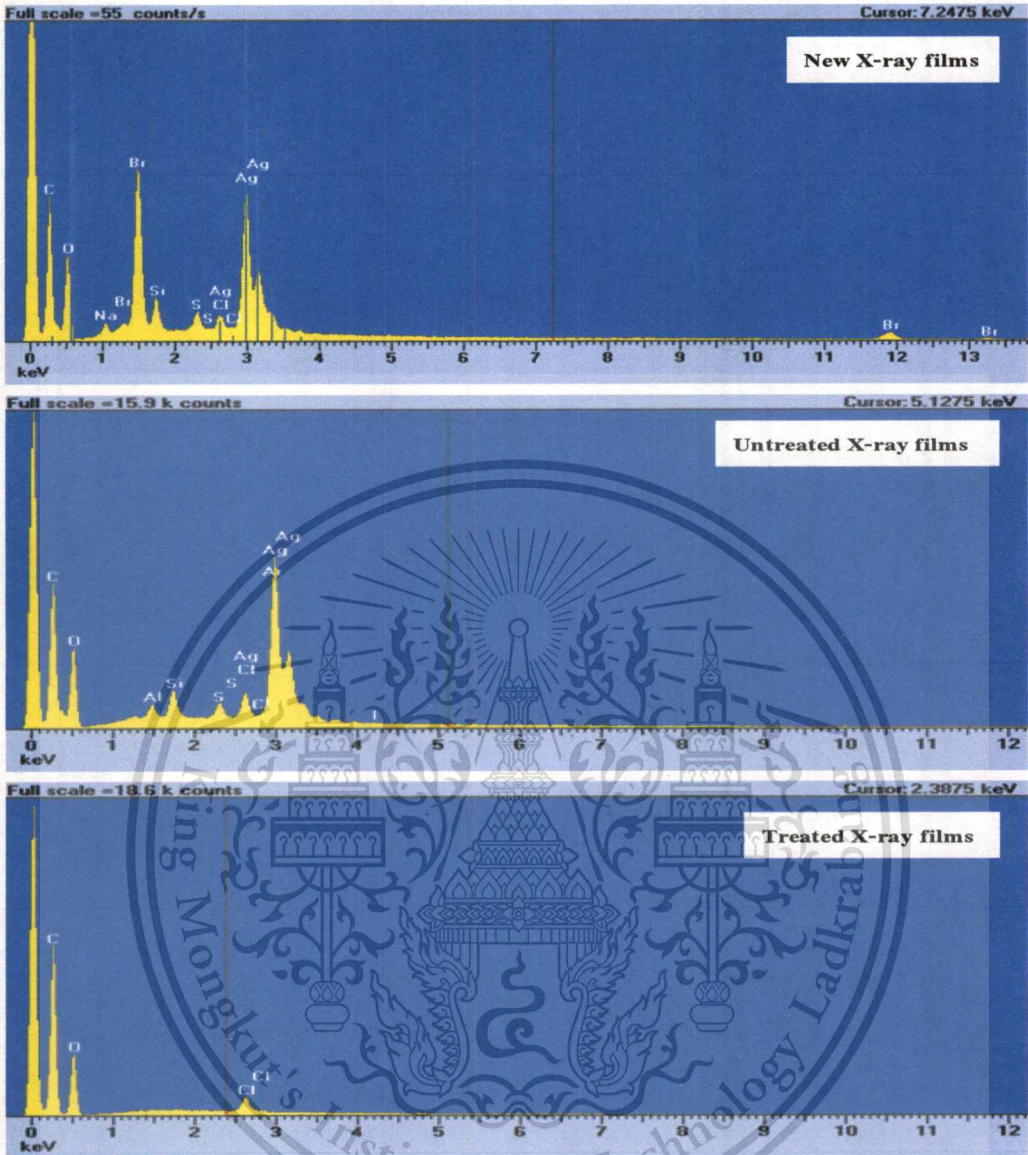 Full scale =55 counts/s Cursor: 7.2475 keV
New X-ray films
C O Na Br Br Si S S Ag Cl Cl Ag Ag Br Br
0 1 2 3 4 5 6 7 8 9 10 11 12 13
keV
Full scale =15.9 k counts Cursor: 5.1275 keV
Untreated X-ray films
C O Al Si S S Ag Cl Ag Ag I
0 1 2 3 4 5 6 7 8 9 10 11 12
keV
Full scale =18.6 k counts Cursor: 2.3875 keV
Treated X-ray films
C O Cl Cl
0 1 2 3 4 5 6 7 8 9 10 11 12
keV
King Mongkut's Institute of Technology Ladkrabang